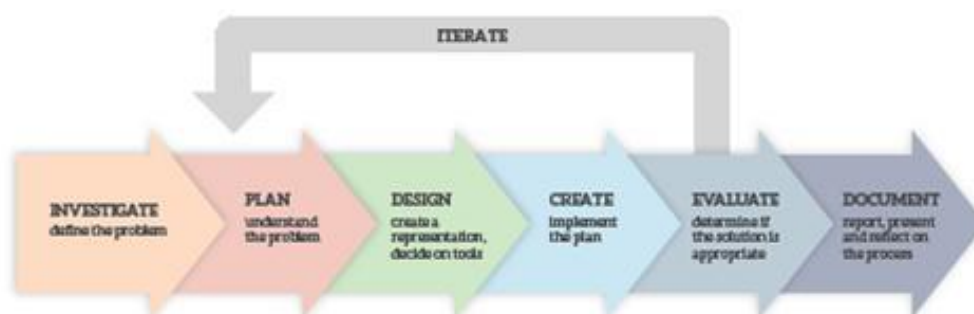 ITERATE
INVESTIGATE
define the problem
PLAN
understand
the problem
DESIGN
create a
representation,
decide on tools
CREATE
implement
the plan
EVALUATE
determine if
the solution is
appropriate
DOCUMENT
report, present
and reflect on
the process